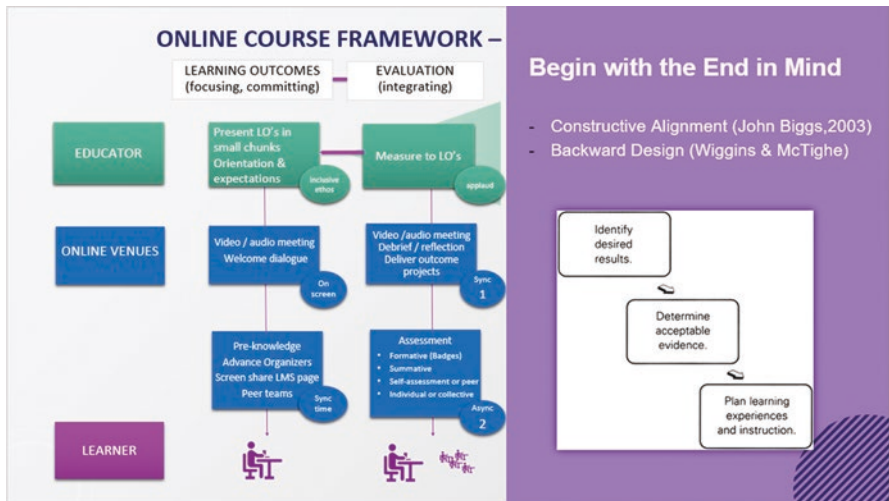 ONLINE COURSE FRAMEWORK –
LEARNING OUTCOMES
(focusing, committing)
EVALUATION
(integrating)
EDUCATOR
Present LO's in
small chunks
Orientation &
expectations
inclusive
ethos
Measure to LO's
applaud
ONLINE VENUES
Video / audio meeting
Welcome dialogue
On
screen
Video /audio meeting
Debrief / reflection
Deliver outcome
projects
Sync
1
Pre-knowledge
Advance Organizers
Screen share LMS page
Peer teams
Sync
time
Assessment
• Formative (Badges)
• Summative
• Self-assessment or peer
• Individual or collective
Async
2
LEARNER
Begin with the End in Mind
- Constructive Alignment (John Biggs,2003)
- Backward Design (Wiggins & McTighe)
Identify
desired
results.
Determine
acceptable
evidence.
Plan learning
experiences
and instruction.